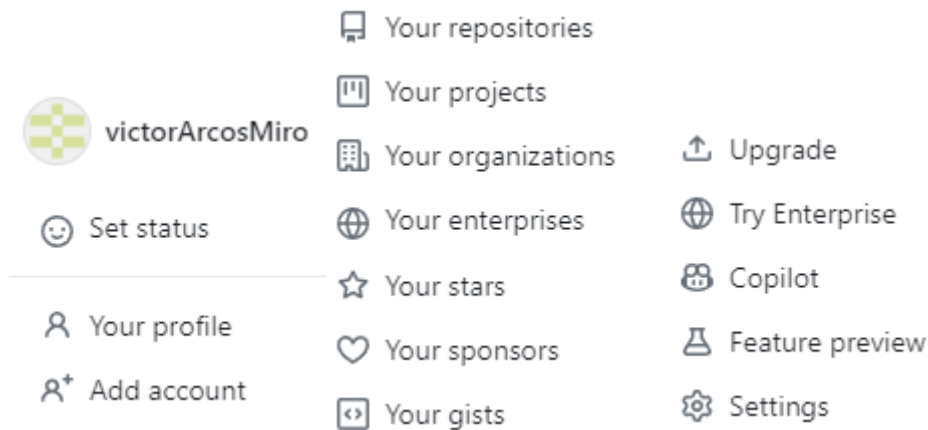 victorArcosMiro
Set status
Your profile
Add account
Your repositories
Your projects
Your organizations
Your enterprises
Your stars
Your sponsors
Your gists
Upgrade
Try Enterprise
Copilot
Feature preview
Settings